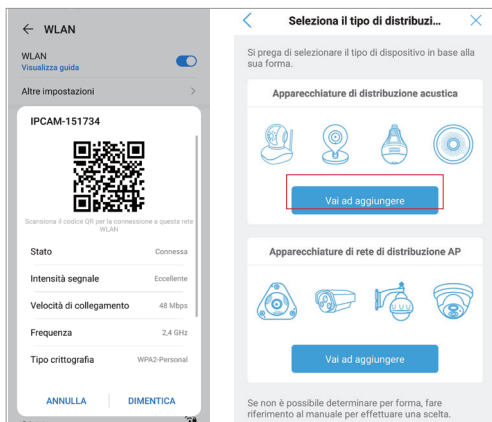 WLAN
WLAN
Visualizza guida
Altre impostazioni
IPCAM-151734
Scansiona il codice QR per la connessione a questa rete
WLAN
Stato Connessa
Intensità segnale Eccellente
Velocità di collegamento 48 Mbps
Frequenza 2,4 GHz
Tipo crittografia WPA2-Personal
ANNULLA DIMENTICA
Seleziona il tipo di distribuzi...
Si prega di selezionare il tipo di dispositivo in base alla
sua forma.
Apparecchiature di distribuzione acustica
Vai ad aggiungere
Apparecchiature di rete di distribuzione AP
Vai ad aggiungere
Se non è possibile determinare per forma, fare
riferimento al manuale per effettuare una scelta.